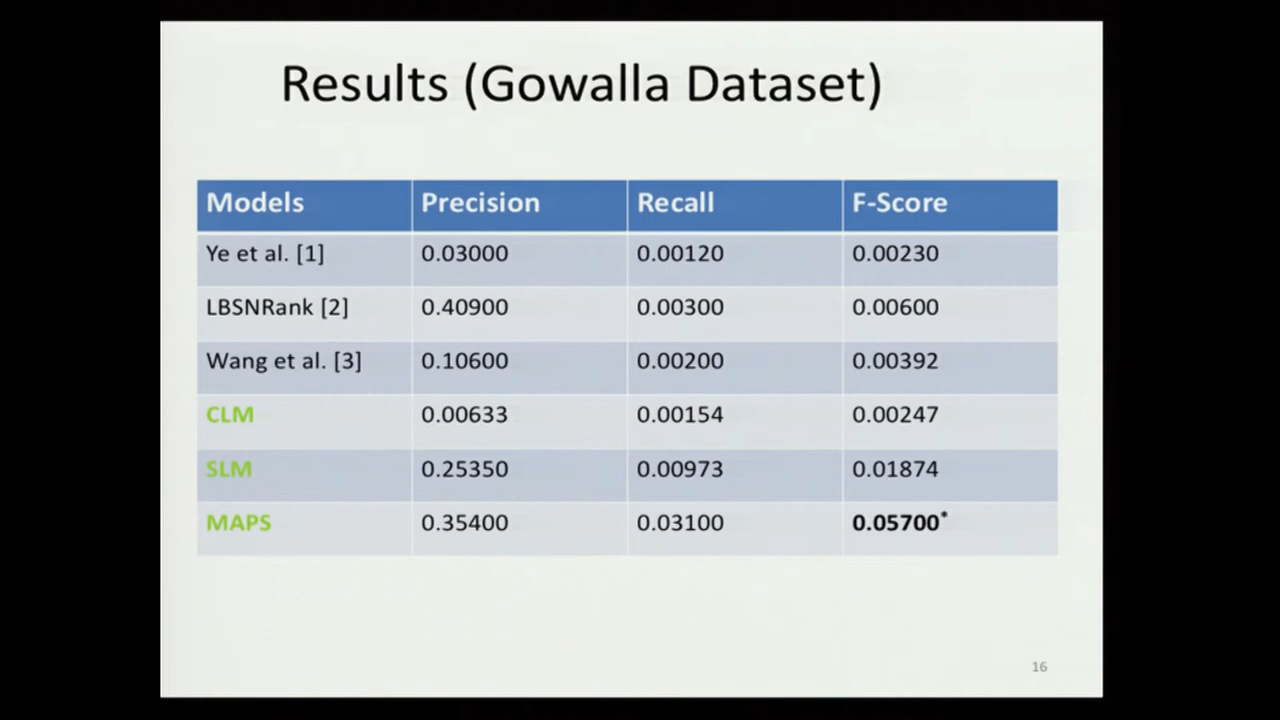 Results (Gowalla Dataset)
Models Precision Recall F-Score
Ye et al. [1] 0.03000 0.00120 0.00230
LBSNRank [2] 0.40900 0.00300 0.00600
Wang et al. [3] 0.10600 0.00200 0.00392
CLM 0.00633 0.00154 0.00247
SLM 0.25350 0.00973 0.01874
MAPS 0.35400 0.03100 0.05700*
16